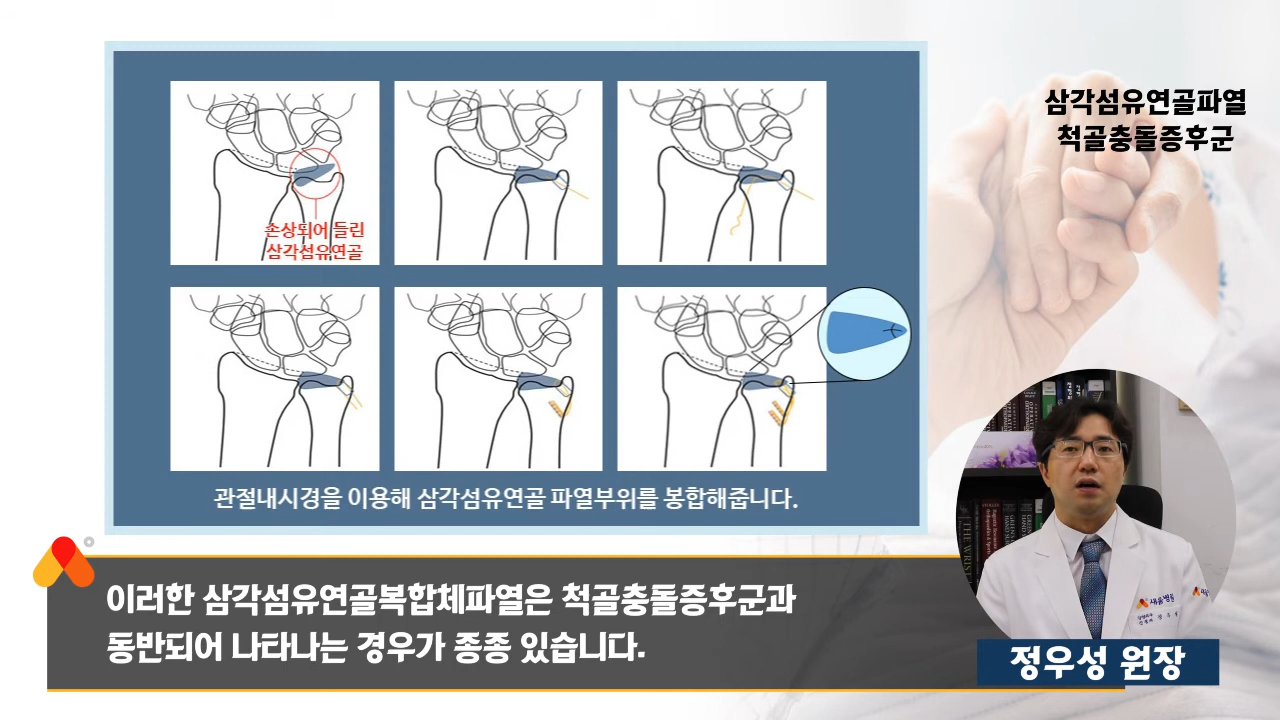 삼각섬유연골파열
척골충돌증후군
손상되어 들린
삼각섬유연골
관절내시경을 이용해 삼각섬유연골 파열부위를 봉합해줍니다.
이러한 삼각섬유연골복합체파열은 척골충돌증후군과
동반되어 나타나는 경우가 종종 있습니다.
새움병원
정우성 원장